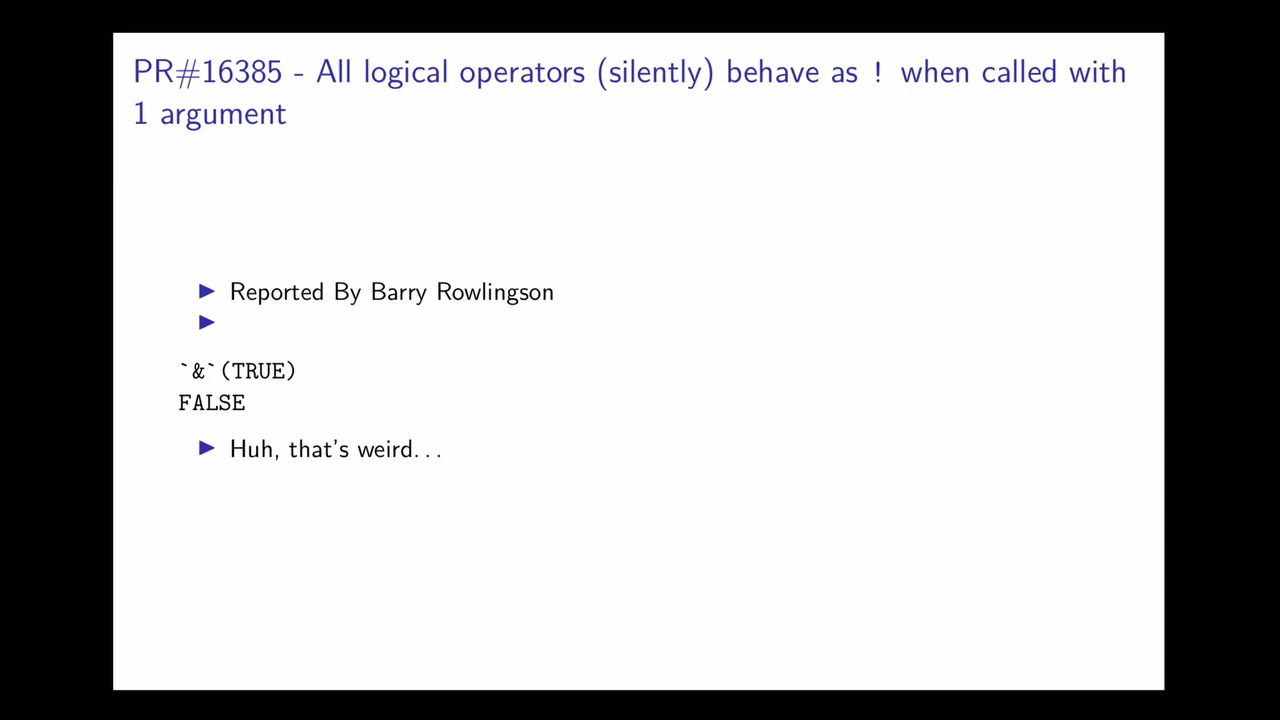 PR#16385 - All logical operators (silently) behave as ! when called with
1 argument
▶ Reported By Barry Rowlingson
▶
`&`(TRUE)
FALSE
▶ Huh, that's weird...